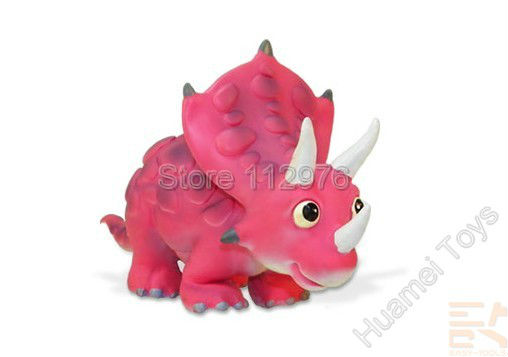 Store 112976
Huamei Toys
EASY-TOOLS